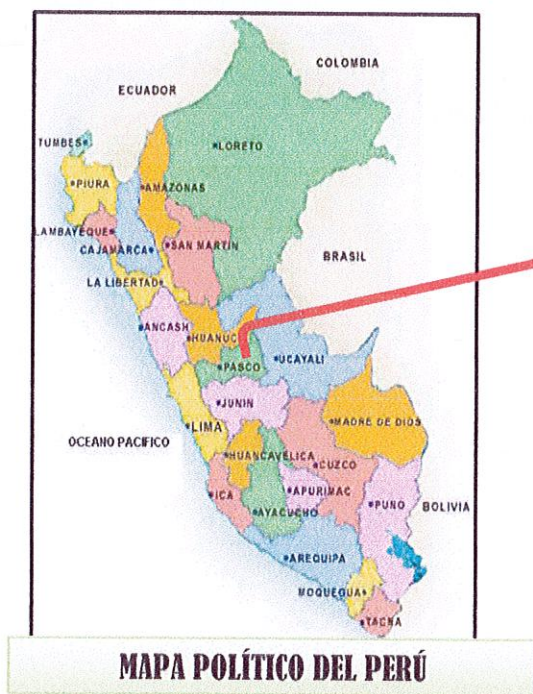 COLOMBIA
ECUADOR
TUMBES
LORETO
PIURA
AMAZONAS
LAMBAYEQUE
CAJAMARCA
SAN MARTIN
BRASIL
LA LIBERTAD
ANCASH
HUANUC
UCAYALI
PASCO
JUNIN
LIMA
MADRE DE DIOS
OCEANO PACIFICO
HUANCAVELICA
CUZCO
ICA
APURIMAC
PUNO
BOLIVIA
AYACUCHO
AREQUIPA
MOQUEGUA
TACNA
MAPA POLÍTICO DEL PERÚ